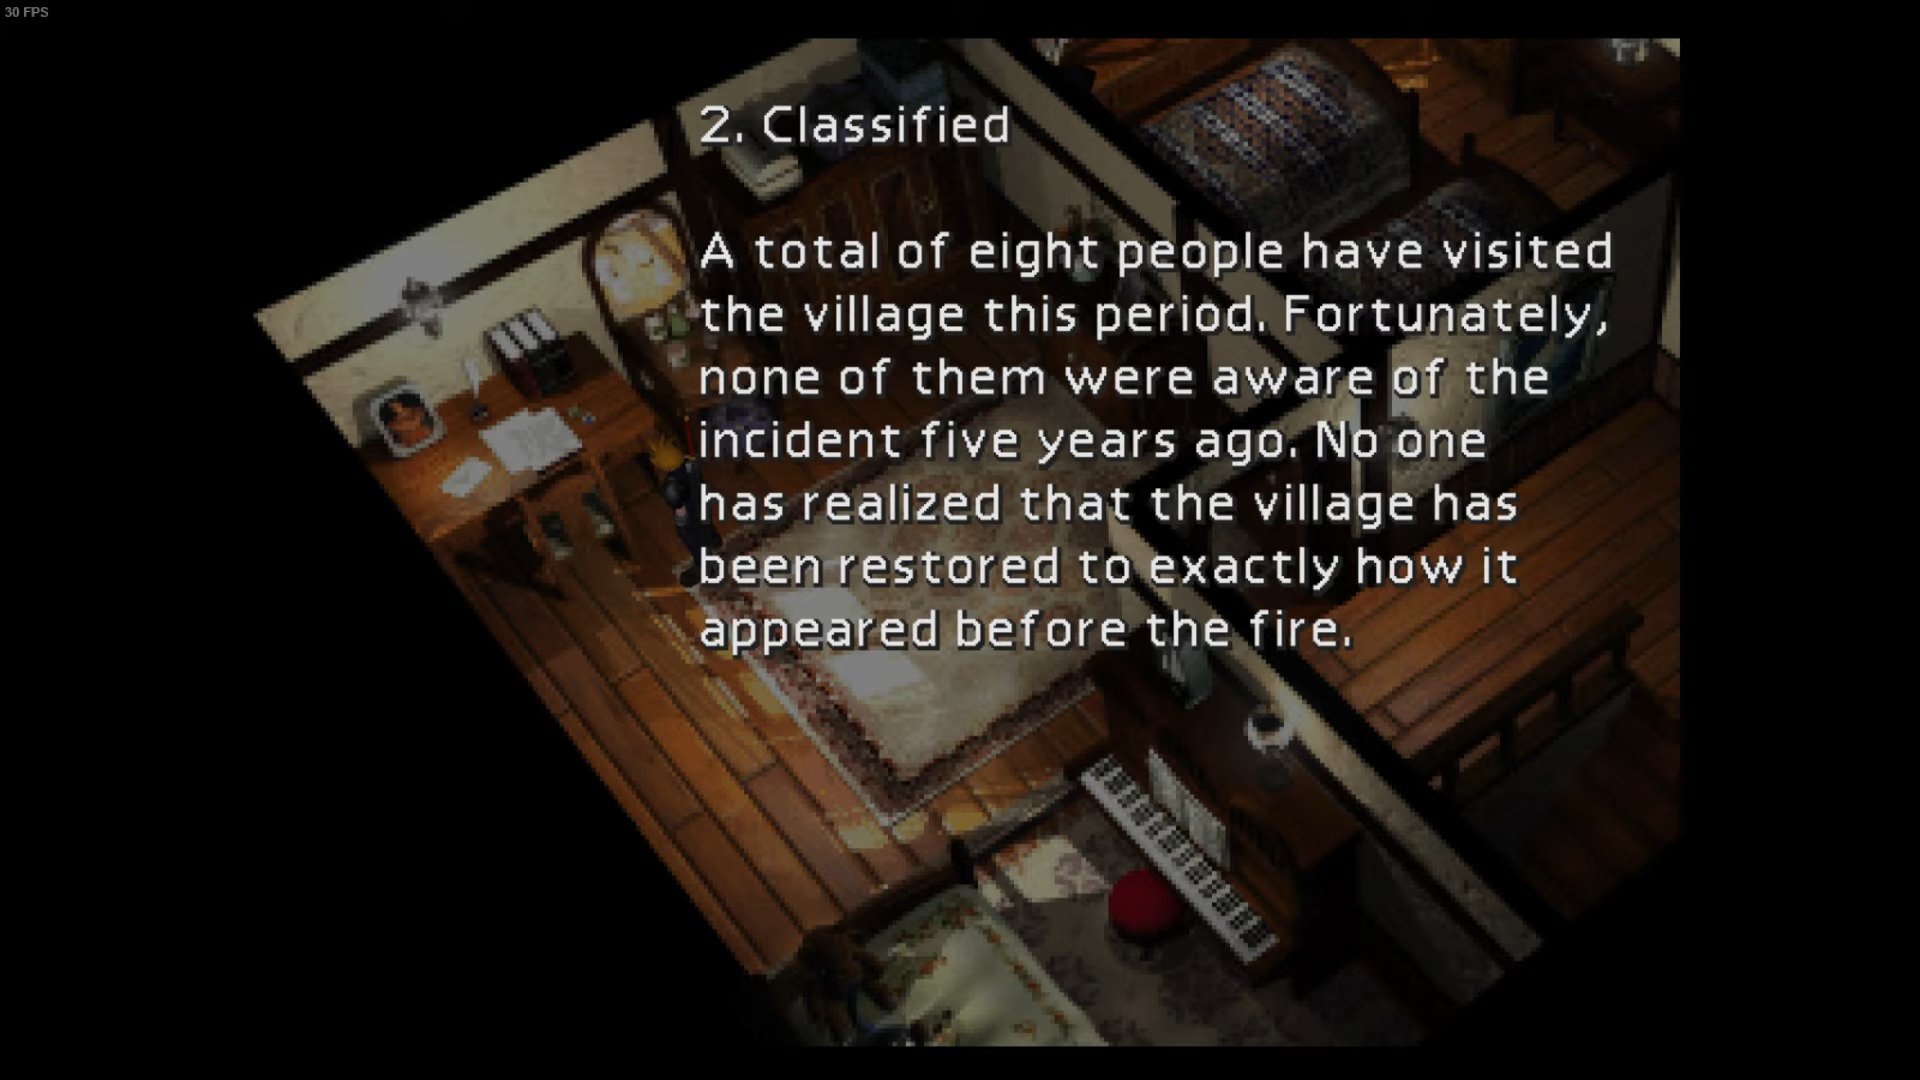 30 FPS
2. Classified
A total of eight people have visited
the village this period. Fortunately,
none of them were aware of the
incident five years ago. No one
has realized that the village has
been restored to exactly how it
appeared before the fire.